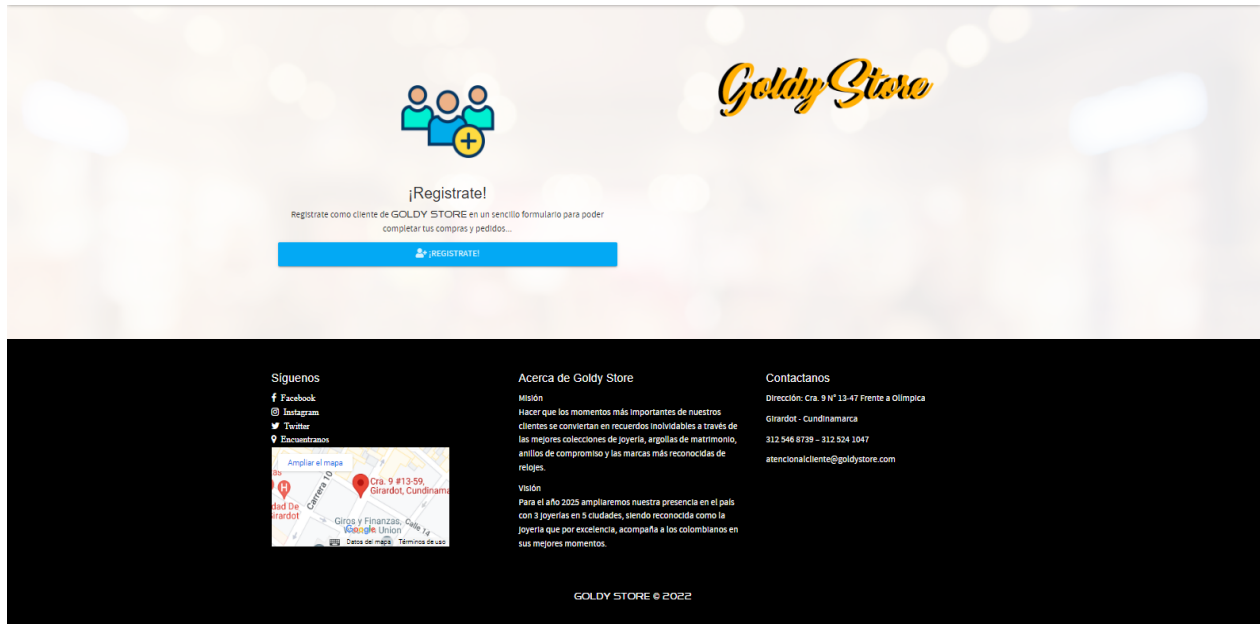 Goldy Store
¡Registrate!
Registrate como cliente de GOLDY STORE en un sencillo formulario para poder
completar tus compras y pedidos...
¡REGISTRATE!
Síguenos
Facebook
Instagram
Twitter
Encuentranos
Ampliar el mapa
Carrera 10
Cra. 9 #13-59,
Girardot, Cundinama
H
dad De
Girardot
Giros y Finanzas,
Union
Calle 14
Google
Datos del mapa Términos de uso
Acerca de Goldy Store
Misión
Hacer que los momentos más importantes de nuestros
clientes se conviertan en recuerdos inolvidables a través de
las mejores colecciones de joyería, argollas de matrimonio,
anillos de compromiso y las marcas más reconocidas de
relojes.
Visión
Para el año 2025 ampliaremos nuestra presencia en el país
con 3 joyerías en 5 ciudades, siendo reconocida como la
joyería que por excelencia, acompaña a los colombianos en
sus mejores momentos.
Contactanos
Dirección: Cra. 9 N° 13-47 Frente a Olímpica
Girardot - Cundinamarca
312 546 8739 – 312 524 1047
atencionalcliente@goldystore.com
GOLDY STORE © 2022